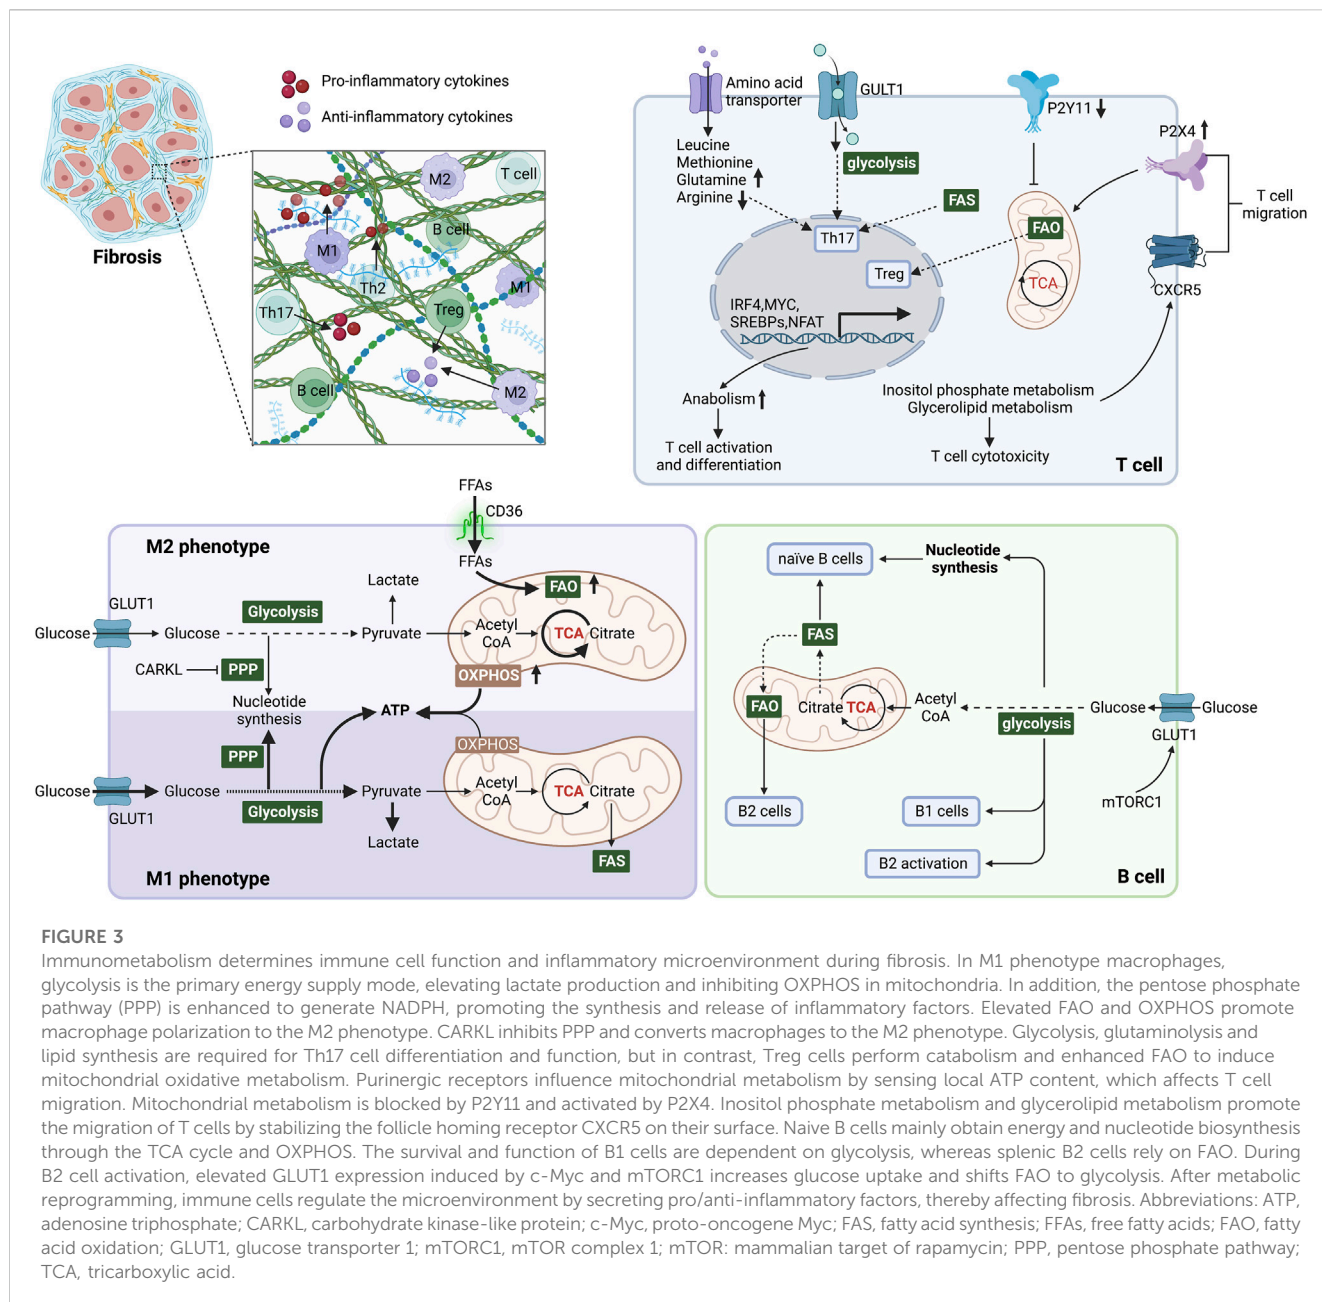 Pro-inflammatory cytokines
Anti-inflammatory cytokines
Fibrosis
M2
T cell
B cell
M1
Th2
M1
Th17
Treg
B cell
M2
Amino acid
transporter
GULT1
P2Y11
P2X4
Leucine
Methionine
Glutamine
Arginine
glycolysis
FAS
T cell
migration
Th17
FAO
Treg
TCA
CXCR5
IRF4,MYC,
SREBPs,NFAT
Anabolism
Inositol phosphate metabolism
Glycerolipid metabolism
T cell activation
and differentiation
T cell cytotoxicity
T cell
FFAs
CD36
M2 phenotype
FFAs
Lactate
FAO
GLUT1
Glycolysis
Glucose
Glucose
Pyruvate
Acetyl
CoA
TCA
Citrate
CARKL
PPP
OXPHOS
Nucleotide
synthesis
ATP
PPP
OXPHOS
Glucose
Glucose
Pyruvate
Acetyl
CoA
TCA
Citrate
GLUT1
Glycolysis
Lactate
FAS
M1 phenotype
naïve B cells
Nucleotide
synthesis
FAS
FAO
Citrate
TCA
Acetyl
CoA
glycolysis
Glucose
Glucose
GLUT1
mTORC1
B2 cells
B1 cells
B2 activation
B cell
FIGURE 3
Immunometabolism determines immune cell function and inflammatory microenvironment during fibrosis. In M1 phenotype macrophages,
glycolysis is the primary energy supply mode, elevating lactate production and inhibiting OXPHOS in mitochondria. In addition, the pentose phosphate
pathway (PPP) is enhanced to generate NADPH, promoting the synthesis and release of inflammatory factors. Elevated FAO and OXPHOS promote
macrophage polarization to the M2 phenotype. CARKL inhibits PPP and converts macrophages to the M2 phenotype. Glycolysis, glutaminolysis and
lipid synthesis are required for Th17 cell differentiation and function, but in contrast, Treg cells perform catabolism and enhanced FAO to induce
mitochondrial oxidative metabolism. Purinergic receptors influence mitochondrial metabolism by sensing local ATP content, which affects T cell
migration. Mitochondrial metabolism is blocked by P2Y11 and activated by P2X4. Inositol phosphate metabolism and glycerolipid metabolism promote
the migration of T cells by stabilizing the follicle homing receptor CXCR5 on their surface. Naive B cells mainly obtain energy and nucleotide biosynthesis
through the TCA cycle and OXPHOS. The survival and function of B1 cells are dependent on glycolysis, whereas splenic B2 cells rely on FAO. During
B2 cell activation, elevated GLUT1 expression induced by c-Myc and mTORC1 increases glucose uptake and shifts FAO to glycolysis. After metabolic
reprogramming, immune cells regulate the microenvironment by secreting pro/anti-inflammatory factors, thereby affecting fibrosis. Abbreviations: ATP,
adenosine triphosphate; CARKL, carbohydrate kinase-like protein; c-Myc, proto-oncogene Myc; FAS, fatty acid synthesis; FFAs, free fatty acids; FAO, fatty
acid oxidation; GLUT1, glucose transporter 1; mTORC1, mTOR complex 1; mTOR: mammalian target of rapamycin; PPP, pentose phosphate pathway;
TCA, tricarboxylic acid.